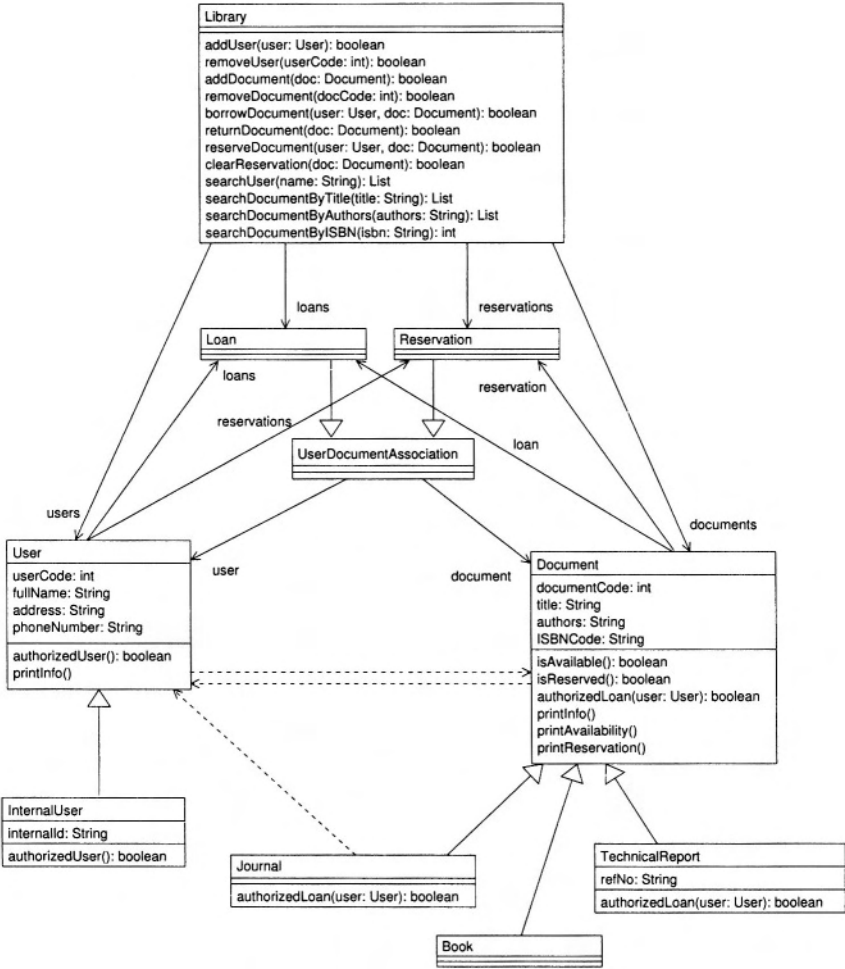 Library
addUser(user: User): boolean
removeUser(userCode: int): boolean
addDocument(doc: Document): boolean
removeDocument(docCode: int): boolean
borrowDocument(user: User, doc: Document): boolean
returnDocument(doc: Document): boolean
reserveDocument(user: User, doc: Document): boolean
clearReservation(doc: Document): boolean
searchUser(name: String): List
searchDocumentByTitle(title: String): List
searchDocumentByAuthors(authors: String): List
searchDocumentByISBN(isbn: String): int
loans
reservations
Loan
Reservation
loans
reservation
reservations
loan
UserDocumentAssociation
users
documents
User
userCode: int
fullName: String
address: String
phoneNumber: String
authorizedUser(): boolean
printInfo()
user
document
Document
documentCode: int
title: String
authors: String
ISBNCode: String
isAvailable(): boolean
isReserved(): boolean
authorizedLoan(user: User): boolean
printInfo()
printAvailability()
printReservation()
InternalUser
internalId: String
authorizedUser(): boolean
Journal
authorizedLoan(user: User): boolean
TechnicalReport
refNo: String
authorizedLoan(user: User): boolean
Book